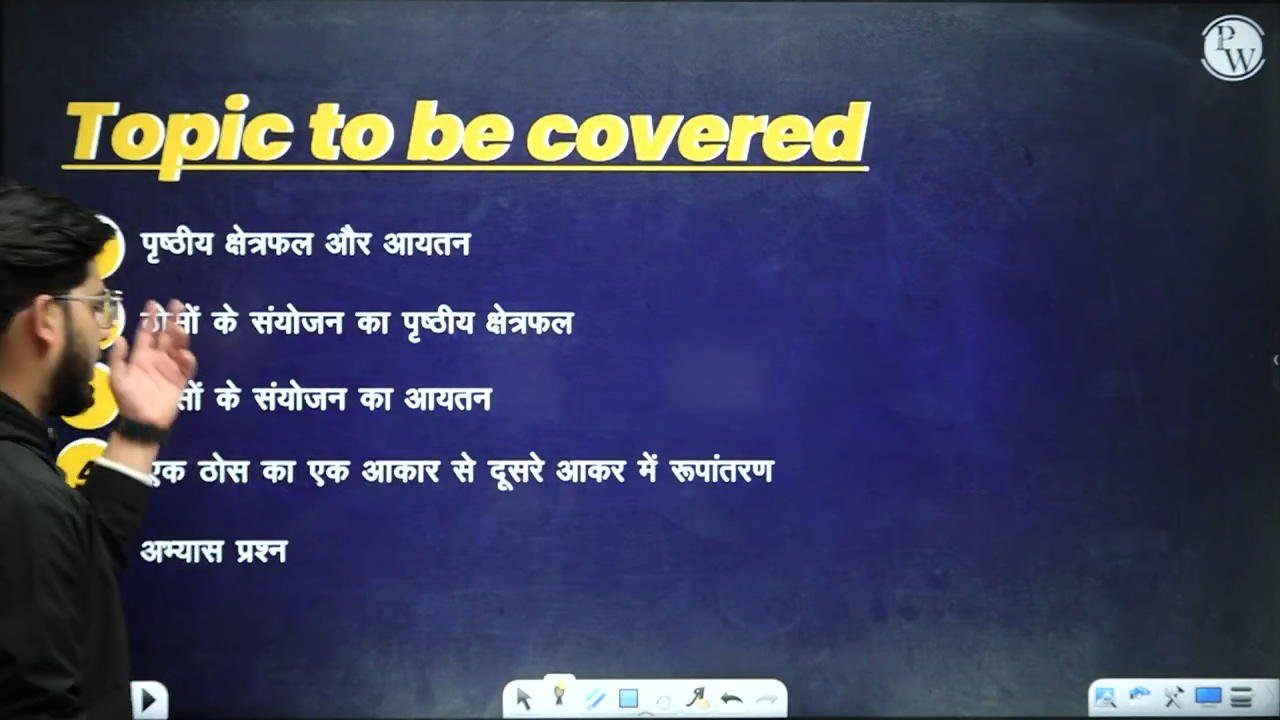 PW
Topic to be covered
पृष्ठीय क्षेत्रफल और आयतन
के संयोजन का पृष्ठीय क्षेत्रफल
के संयोजन का आयतन
एक ठोस का एक आकार से दूसरे आकर में रूपांतरण
अभ्यास प्रश्न